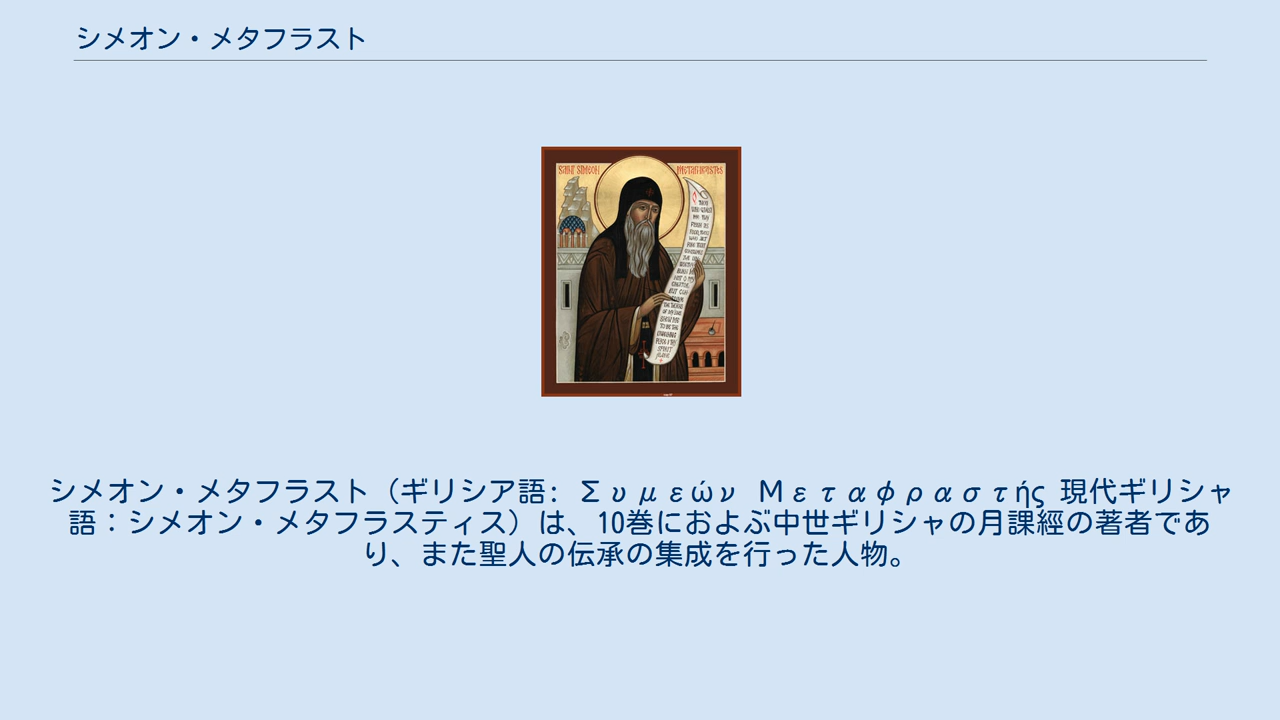 シメオン・メタフラスト
SAINT SIMEON
METAPHRASTES
シメオン・メタフラスト（ギリシア語: Συμεών Μεταφραστής 現代ギリシャ
語：シメオン・メタフラスティス）は、10巻におよぶ中世ギリシャの月課經の著者であ
り、また聖人の伝承の集成を行った人物。